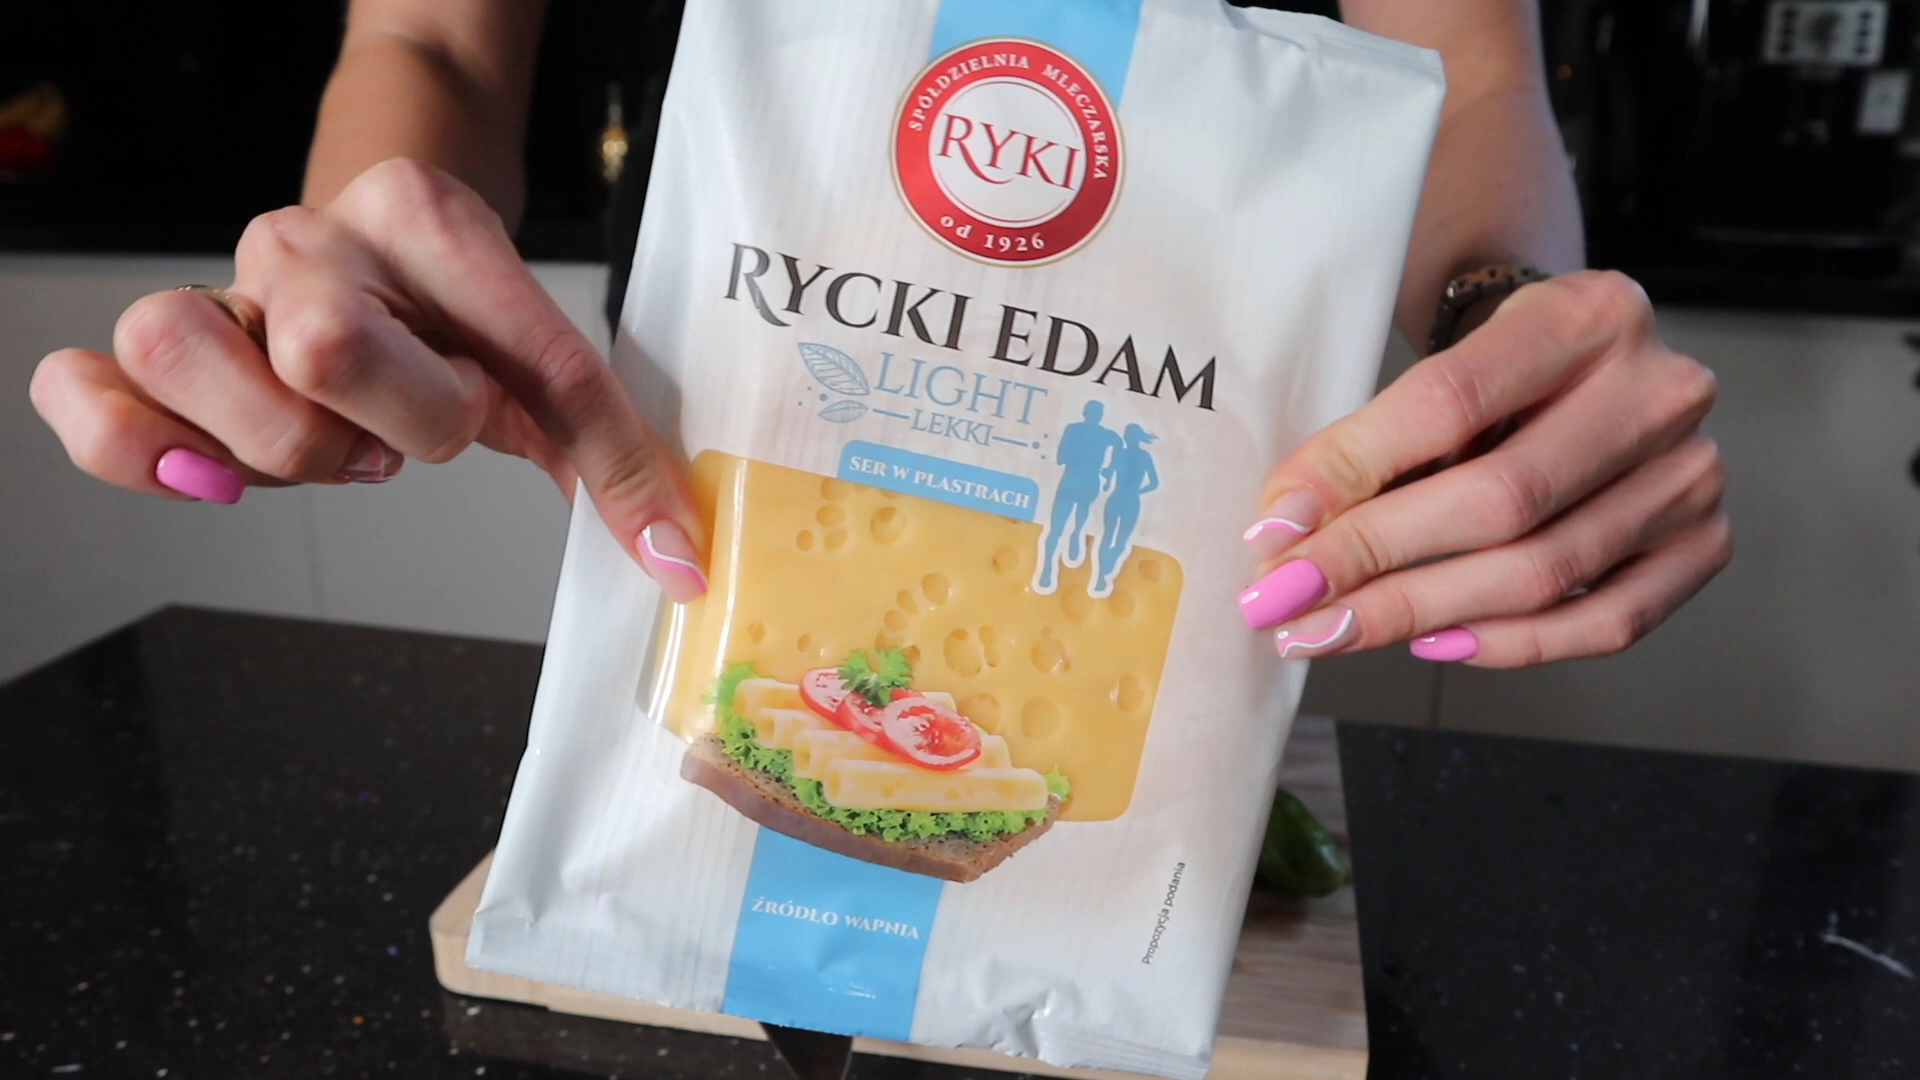 SPÓŁDZIELNIA MLECZARSKA
RYKI
od 1926
RYCKI EDAM
LIGHT
LEKKI
SER W PLASTRACH
ŹRÓDŁO WAPNIA
Propozycja podania